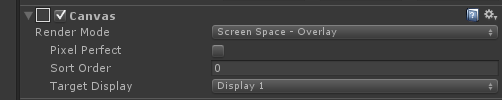 Canvas
Render Mode Screen Space - Overlay
Pixel Perfect
Sort Order 0
Target Display Display 1